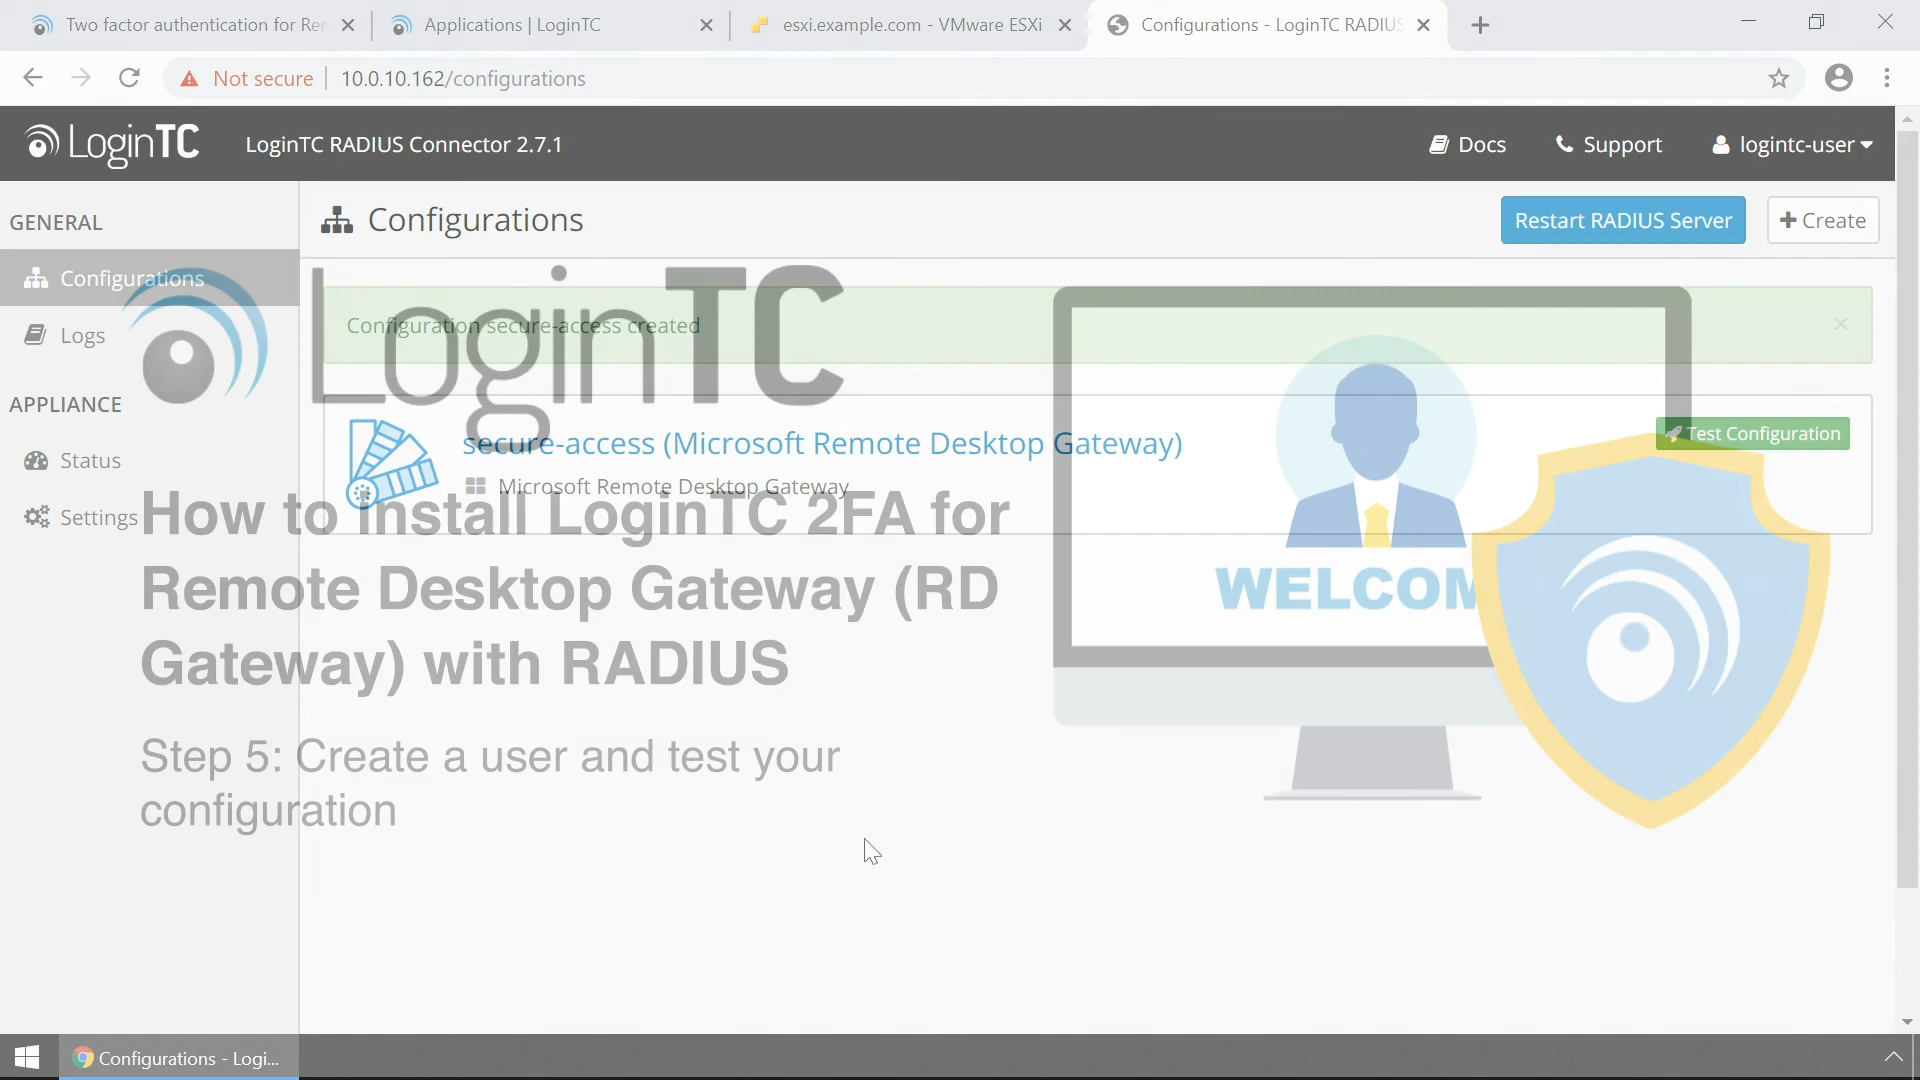 Two factor authentication for Rem
Applications | LoginTC
esxi.example.com - VMware ESXi
Configurations - LoginTC RADIUS
Not secure
10.0.10.162/configurations
LoginTC
LoginTC RADIUS Connector 2.7.1
Docs
Support
logintc-user
GENERAL
Configurations
Logs
APPLIANCE
Status
Settings
Configurations
Restart RADIUS Server
Create
LoginTC
Configuration secure-access created
secure-access (Microsoft Remote Desktop Gateway)
Microsoft Remote Desktop Gateway
Test Configuration
How to Install LoginTC 2FA for
Remote Desktop Gateway (RD
Gateway) with RADIUS
Step 5: Create a user and test your
configuration
WELCOM
Configurations - Logi...